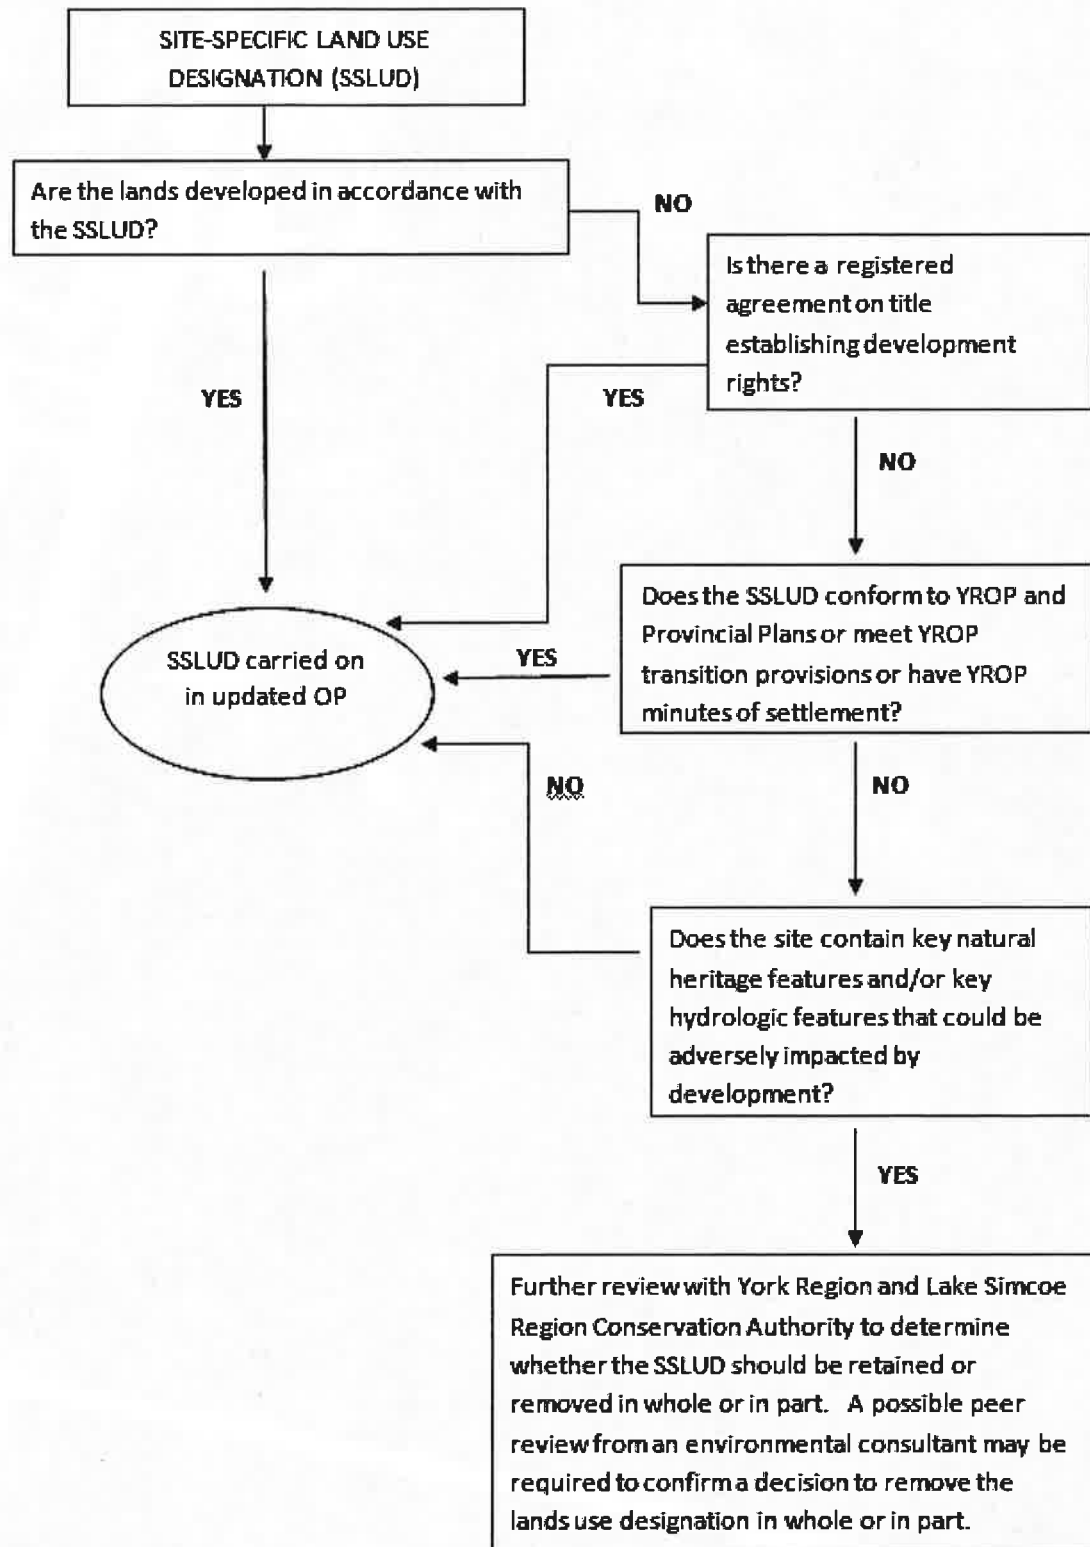 SITE-SPECIFIC LAND USE
DESIGNATION (SSLUD)
Are the lands developed in accordance with
the SSLUD?
NO
Is there a registered
agreement on title
establishing development
rights?
YES
YES
NO
Does the SSLUD conform to YROP and
Provincial Plans or meet YROP
transition provisions or have YROP
minutes of settlement?
SSLUD carried on
in updated OP
YES
NO
NO
Does the site contain key natural
heritage features and/or key
hydrologic features that could be
adversely impacted by
development?
YES
Further review with York Region and Lake Simcoe
Region Conservation Authority to determine
whether the SSLUD should be retained or
removed in whole or in part. A possible peer
review from an environmental consultant may be
required to confirm a decision to remove the
lands use designation in whole or in part.